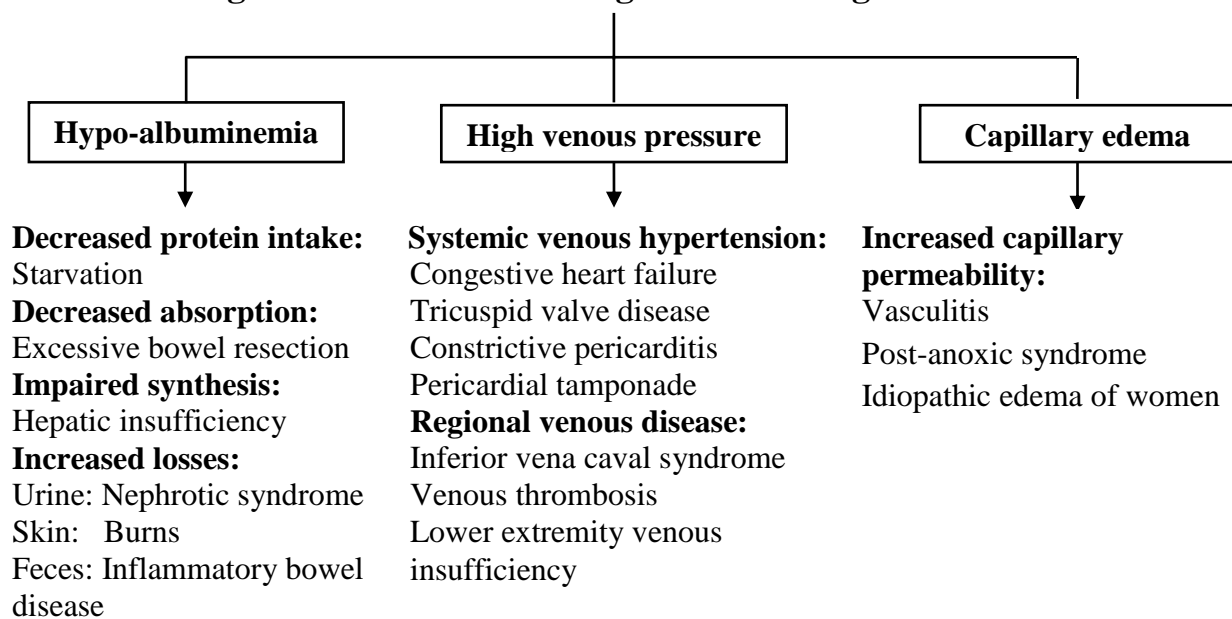 Hypo-albuminemia
High venous pressure
Capillary edema
Decreased protein intake:
Starvation
Decreased absorption:
Excessive bowel resection
Impaired synthesis:
Hepatic insufficiency
Increased losses:
Urine: Nephrotic syndrome
Skin: Burns
Feces: Inflammatory bowel
disease
Systemic venous hypertension:
Congestive heart failure
Tricuspid valve disease
Constrictive pericarditis
Pericardial tamponade
Regional venous disease:
Inferior vena caval syndrome
Venous thrombosis
Lower extremity venous
insufficiency
Increased capillary
permeability:
Vasculitis
Post-anoxic syndrome
Idiopathic edema of women